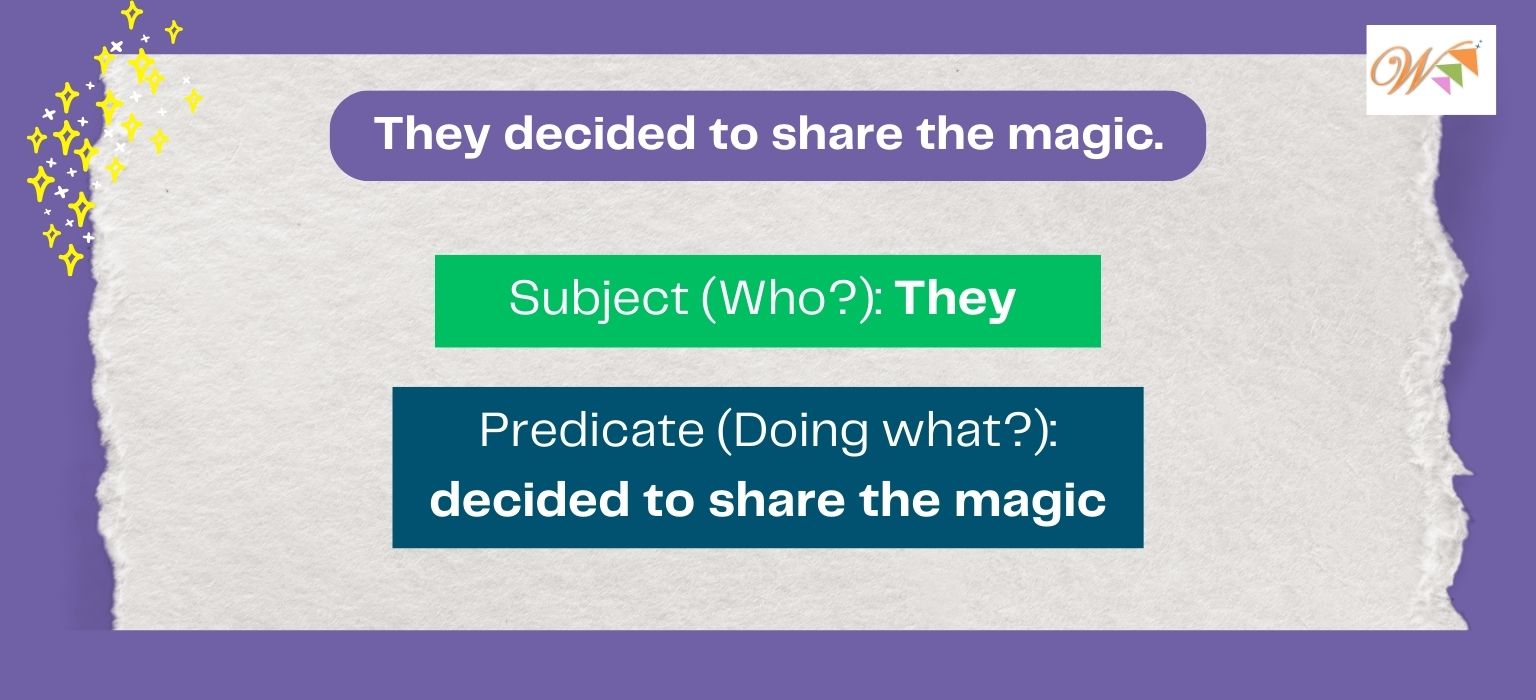 They decided to share the magic.
W
Subject (Who?): They
Predicate (Doing what?):
decided to share the magic